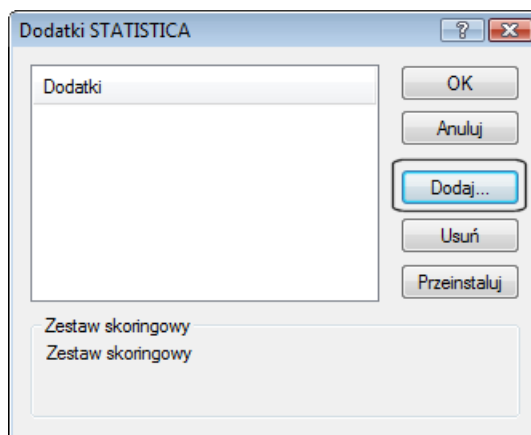 Dodatki STATISTICA
Dodatki
OK
Anuluj
Dodaj...
Usuń
Przeinstaluj
Zestaw skoringowy
Zestaw skoringowy